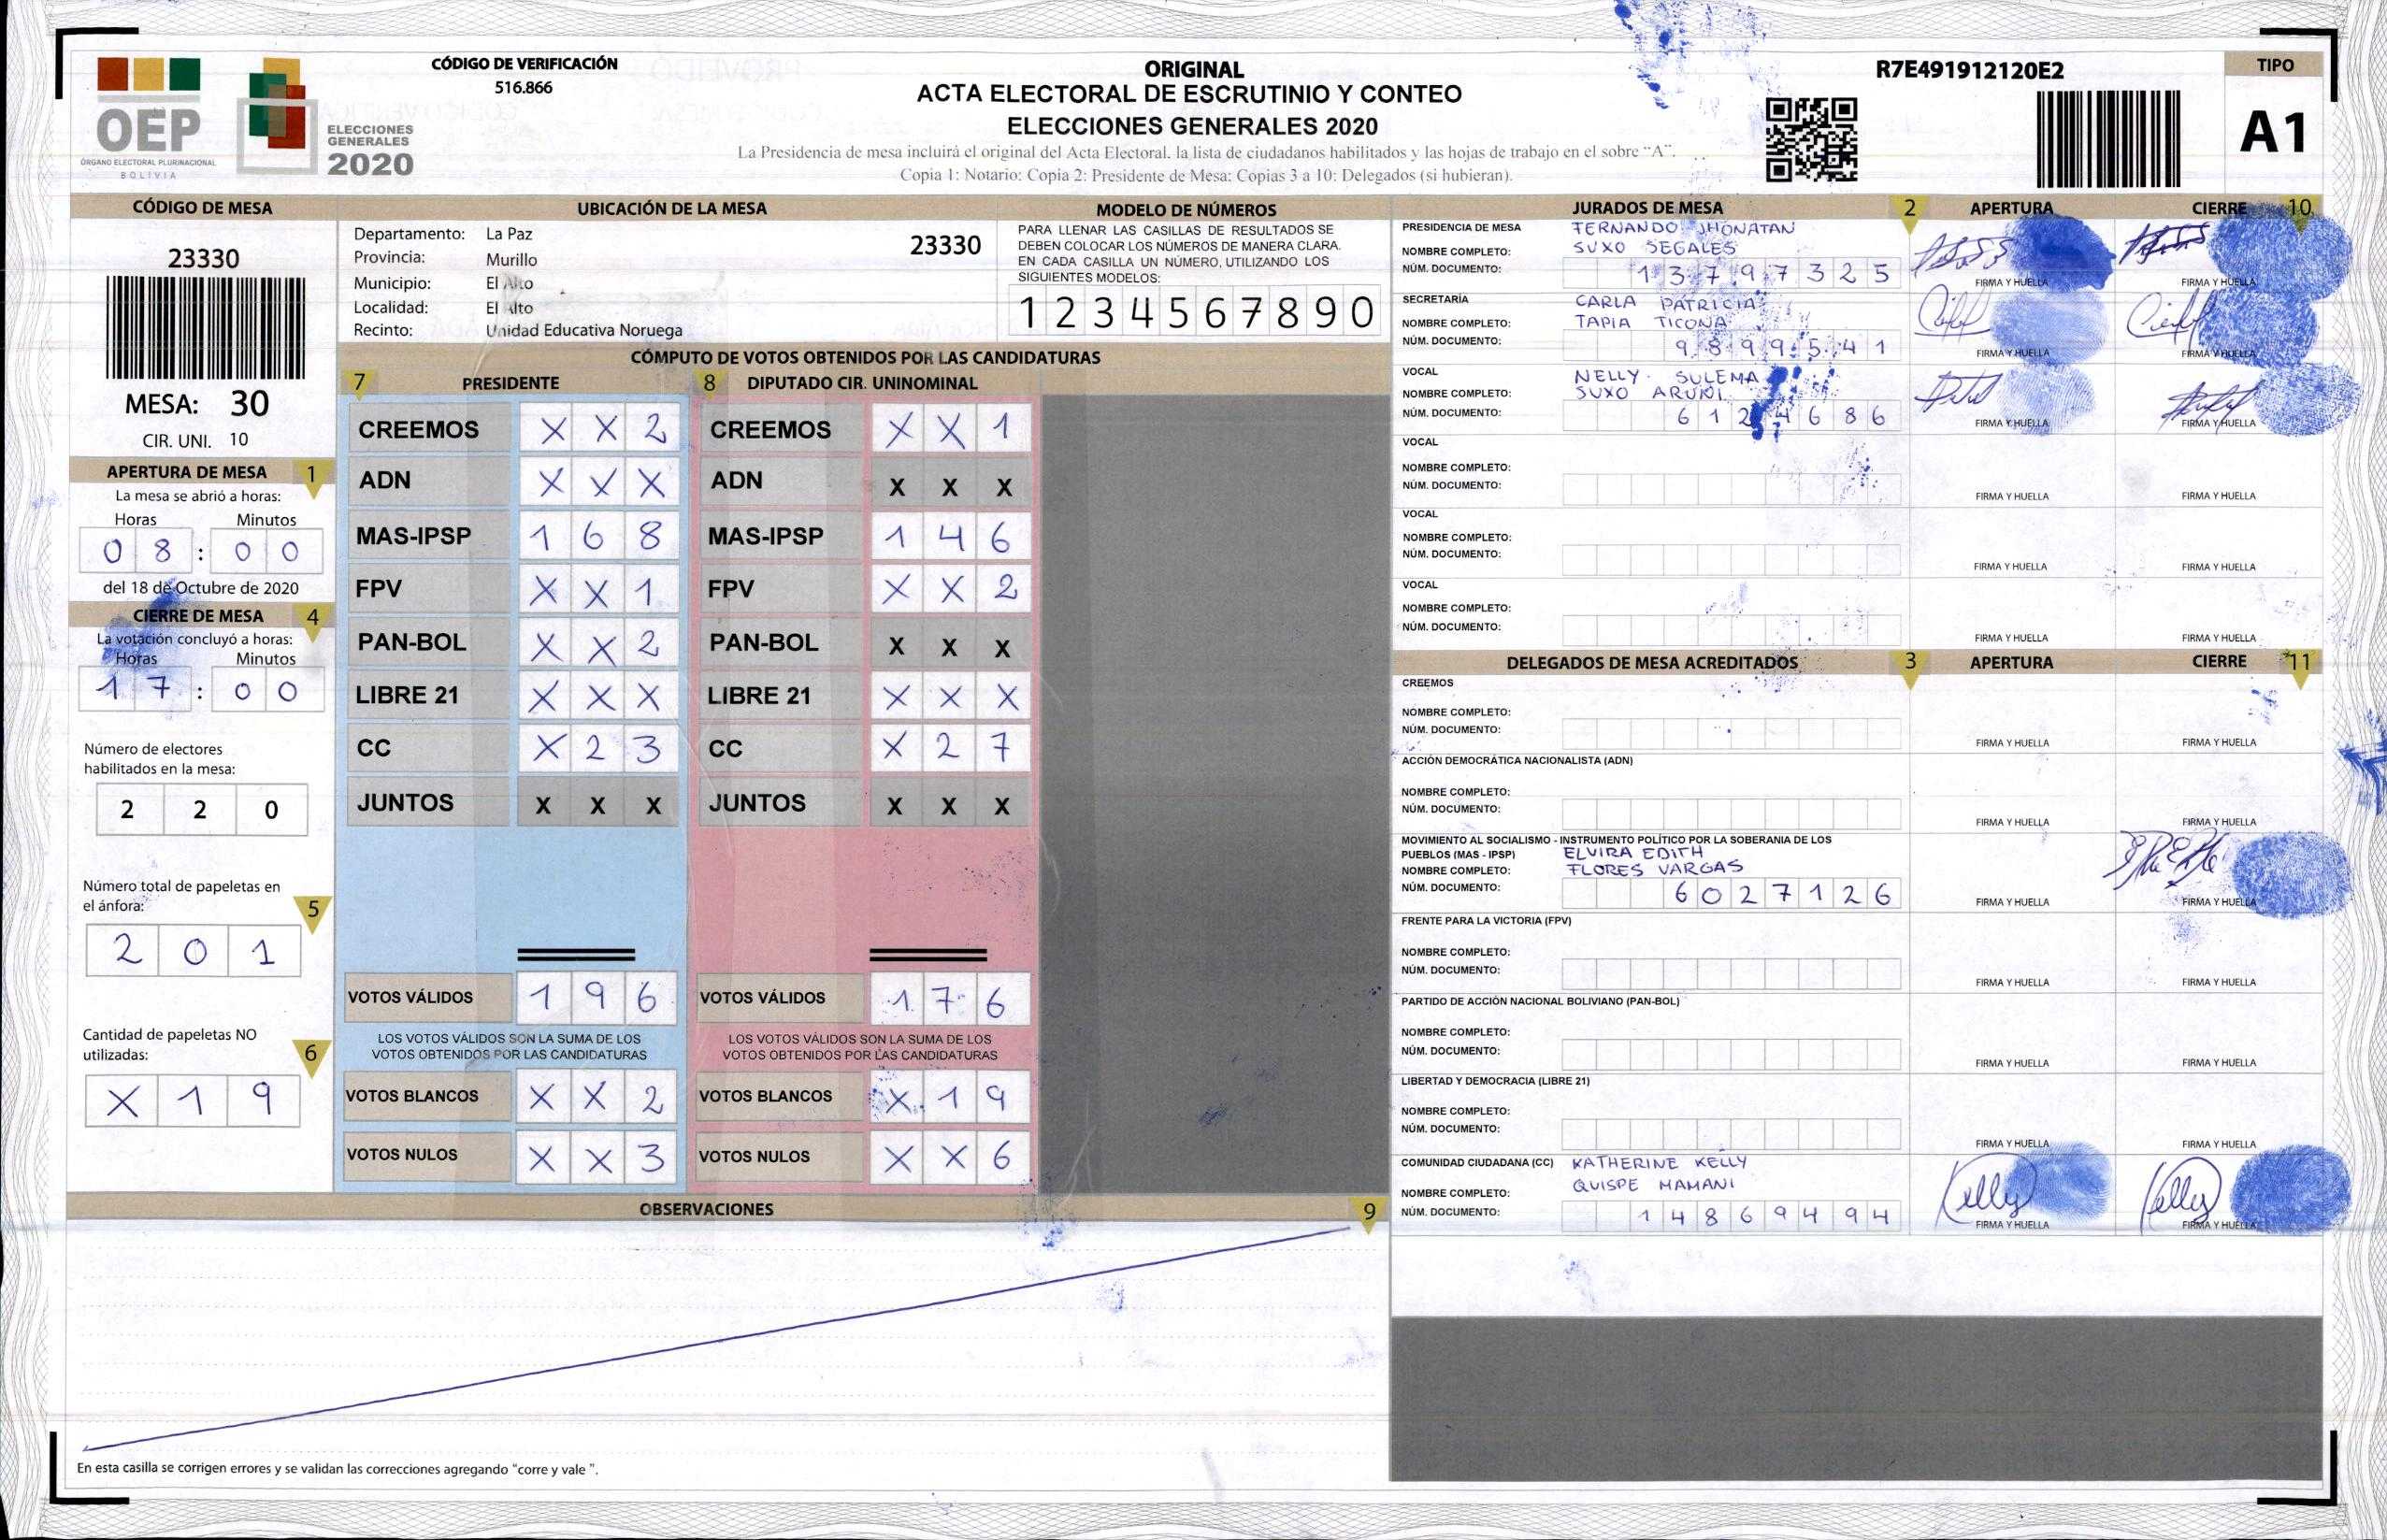 CÓDIGO DE VERIFICACIÓN
516.866
OEP
ÓRGANO ELECTORAL PLURINACIONAL
BOLIVIA
ELECCIONES
GENERALES
2020
ORIGINAL
ACTA ELECTORAL DE ESCRUTINIO Y CONTEO
ELECCIONES GENERALES 2020
La Presidencia de mesa incluirá el original del Acta Electoral, la lista de ciudadanos habilitados y las hojas de trabajo en el sobre "A".
Copia 1: Notario; Copia 2: Presidente de Mesa; Copias 3 a 10: Delegados (si hubieran).
R7E491912120E2
TIPO
A1
CÓDIGO DE MESA
23330
MESA: 30
CIR. UNI. 10
APERTURA DE MESA 1
La mesa se abrió a horas:
Horas Minutos
0 8 : 0 0
del 18 de Octubre de 2020
CIERRE DE MESA 4
La votación concluyó a horas:
Horas Minutos
1 7 : 0 0
Número de electores
habilitados en la mesa:
2 2 0
Número total de papeletas en
el ánfora: 5
2 0 1
Cantidad de papeletas NO
utilizadas: 6
X 1 9
UBICACIÓN DE LA MESA
Departamento: La Paz 23330
Provincia: Murillo
Municipio: El Alto
Localidad: El Alto
Recinto: Unidad Educativa Noruega
MODELO DE NÚMEROS
PARA LLENAR LAS CASILLAS DE RESULTADOS SE
DEBEN COLOCAR LOS NÚMEROS DE MANERA CLARA.
EN CADA CASILLA UN NÚMERO, UTILIZANDO LOS
SIGUIENTES MODELOS:
1 2 3 4 5 6 7 8 9 0
CÓMPUTO DE VOTOS OBTENIDOS POR LAS CANDIDATURAS
7 PRESIDENTE 8 DIPUTADO CIR. UNINOMINAL
CREEMOS X X 2 CREEMOS X X 1
ADN X X X ADN X X X
MAS-IPSP 1 6 8 MAS-IPSP 1 4 6
FPV X X 1 FPV X X 2
PAN-BOL X X 2 PAN-BOL X X X
LIBRE 21 X X X LIBRE 21 X X X
CC X 2 3 CC X 2 7
JUNTOS X X X JUNTOS X X X
VOTOS VÁLIDOS 1 9 6 VOTOS VÁLIDOS 1 7 6
LOS VOTOS VÁLIDOS SON LA SUMA DE LOS LOS VOTOS VÁLIDOS SON LA SUMA DE LOS
VOTOS OBTENIDOS POR LAS CANDIDATURAS VOTOS OBTENIDOS POR LAS CANDIDATURAS
VOTOS BLANCOS X X 2 VOTOS BLANCOS X 1 9
VOTOS NULOS X X 3 VOTOS NULOS X X 6
OBSERVACIONES 9
En esta casilla se corrigen errores y se validan las correcciones agregando "corre y vale ".
JURADOS DE MESA 2 APERTURA CIERRE 10
PRESIDENCIA DE MESA FERNANDO JHONATAN
NOMBRE COMPLETO: SUXO SEGALES
NÚM. DOCUMENTO: 1 3 7 9 7 3 2 5
FIRMA Y HUELLA FIRMA Y HUELLA
SECRETARÍA CARLA PATRICIA
NOMBRE COMPLETO: TAPIA TICONA
NÚM. DOCUMENTO: 9 8 9 9 5 4 1
FIRMA Y HUELLA FIRMA Y HUELLA
VOCAL NELLY SULEMA
NOMBRE COMPLETO: SUXO ARUNI
NÚM. DOCUMENTO: 6 1 2 4 6 8 6
FIRMA Y HUELLA FIRMA Y HUELLA
VOCAL
NOMBRE COMPLETO:
NÚM. DOCUMENTO:
FIRMA Y HUELLA FIRMA Y HUELLA
VOCAL
NOMBRE COMPLETO:
NÚM. DOCUMENTO:
FIRMA Y HUELLA FIRMA Y HUELLA
VOCAL
NOMBRE COMPLETO:
NÚM. DOCUMENTO:
FIRMA Y HUELLA FIRMA Y HUELLA
DELEGADOS DE MESA ACREDITADOS 3 APERTURA CIERRE 11
CREEMOS
NOMBRE COMPLETO:
NÚM. DOCUMENTO:
FIRMA Y HUELLA FIRMA Y HUELLA
ACCIÓN DEMOCRÁTICA NACIONALISTA (ADN)
NOMBRE COMPLETO:
NÚM. DOCUMENTO:
FIRMA Y HUELLA FIRMA Y HUELLA
MOVIMIENTO AL SOCIALISMO - INSTRUMENTO POLÍTICO POR LA SOBERANIA DE LOS
PUEBLOS (MAS - IPSP) ELVIRA EDITH
NOMBRE COMPLETO: FLORES VARGAS
NÚM. DOCUMENTO: 6 0 2 7 1 2 6
FIRMA Y HUELLA FIRMA Y HUELLA
FRENTE PARA LA VICTORIA (FPV)
NOMBRE COMPLETO:
NÚM. DOCUMENTO:
FIRMA Y HUELLA FIRMA Y HUELLA
PARTIDO DE ACCIÓN NACIONAL BOLIVIANO (PAN-BOL)
NOMBRE COMPLETO:
NÚM. DOCUMENTO:
FIRMA Y HUELLA FIRMA Y HUELLA
LIBERTAD Y DEMOCRACIA (LIBRE 21)
NOMBRE COMPLETO:
NÚM. DOCUMENTO:
FIRMA Y HUELLA FIRMA Y HUELLA
COMUNIDAD CIUDADANA (CC) KATHERINE KELLY
NOMBRE COMPLETO: QUISPE MAMANI
NÚM. DOCUMENTO: 1 4 8 6 9 4 9 4
Kelly Kelly
FIRMA Y HUELLA FIRMA Y HUELLA